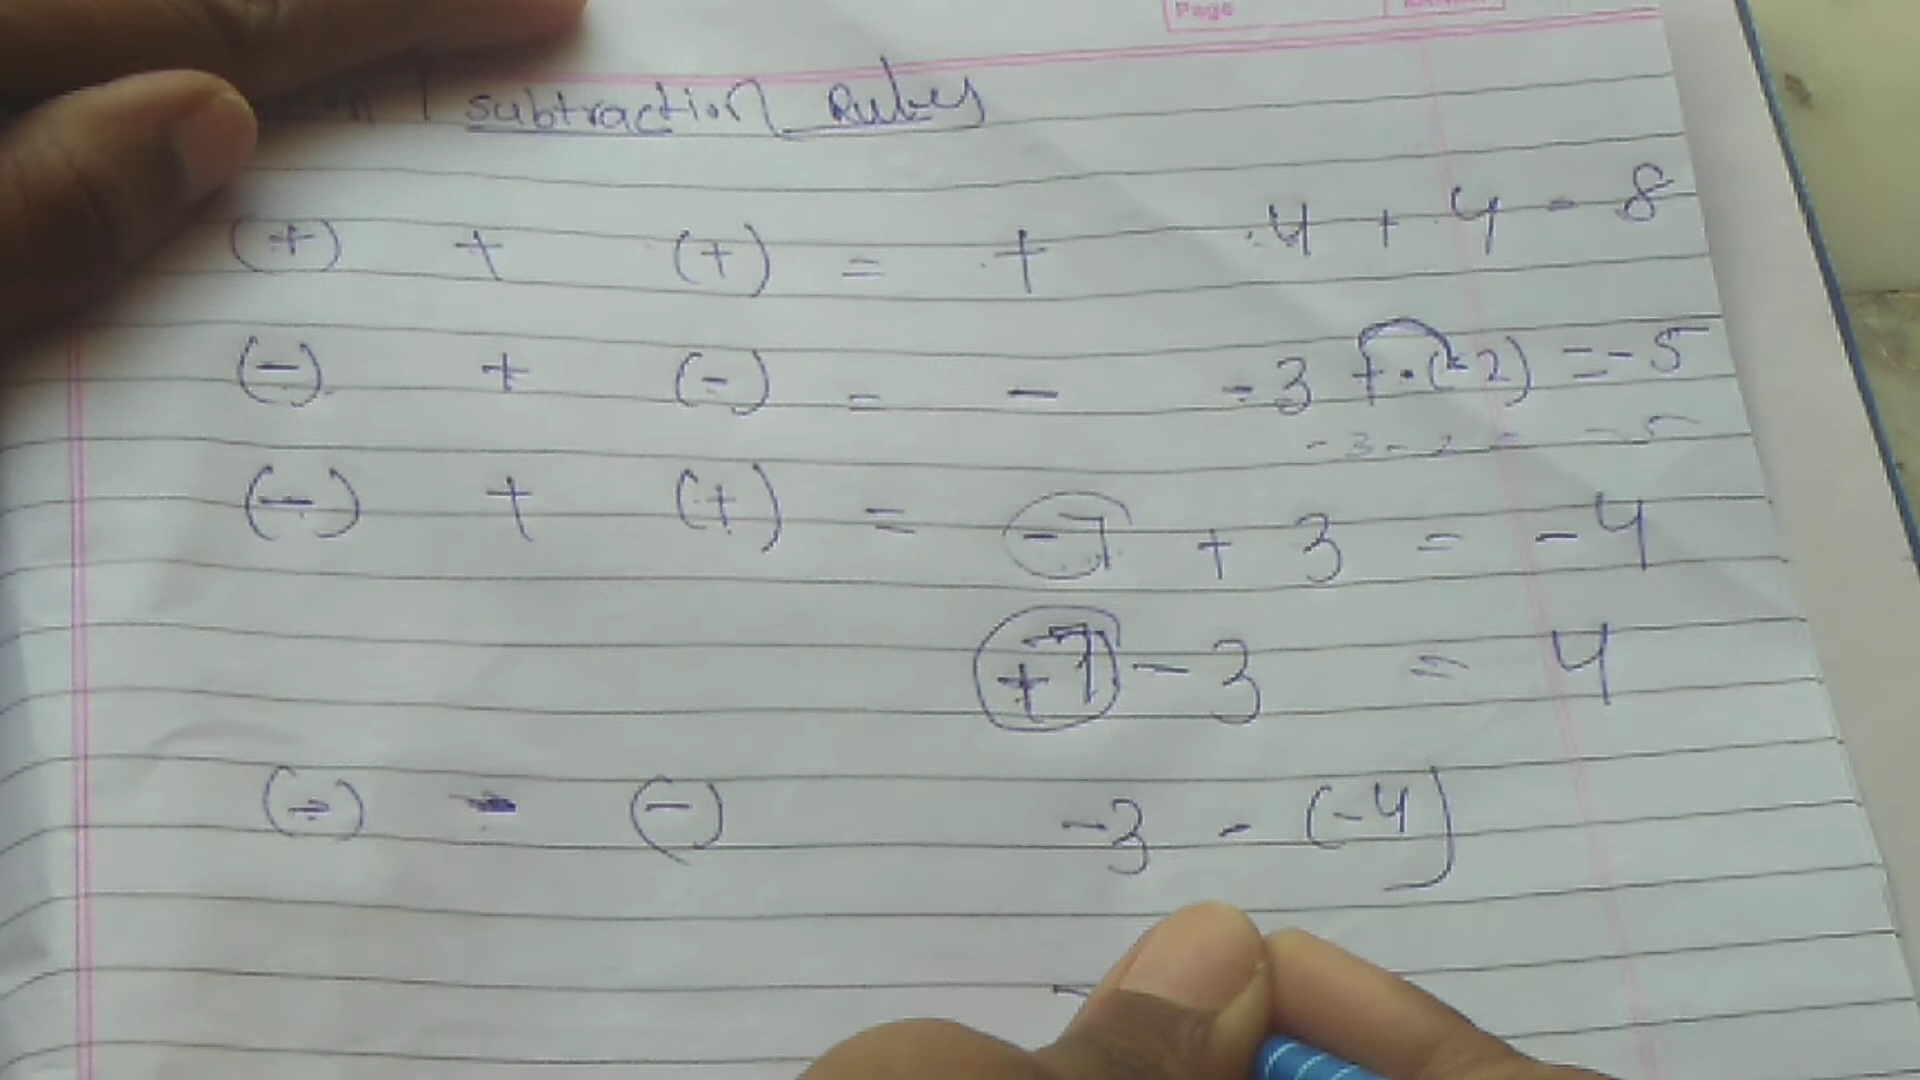 Page
subtraction Rules
(+) + (+) = + 4 + 4 = 8
(-) + (-) = - -3 + (-2) = -5
-3 - 2 = -5
(-) + (+) = -7 + 3 = -4
+7 - 3 = 4
(-) - (-) -3 - (-4)